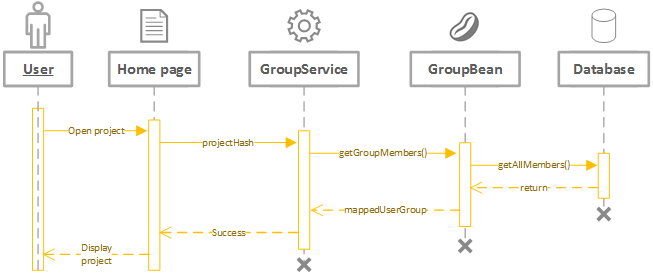 User
Home page
GroupService
GroupBean
Database
Open project
projectHash
getGroupMembers()
getAllMembers()
return
mappedUserGroup
Success
Display
project